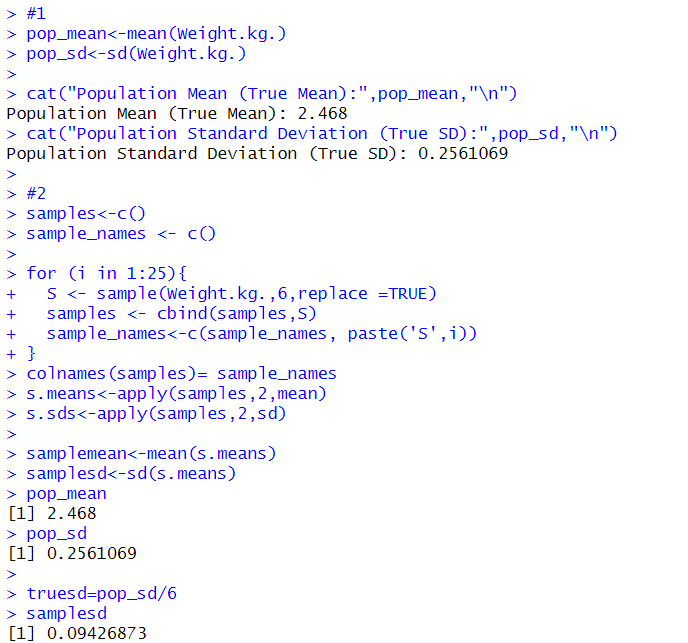 > #1
> pop_mean<-mean(Weight.kg.)
> pop_sd<-sd(Weight.kg.)
>
> cat("Population Mean (True Mean):",pop_mean,"\n")
Population Mean (True Mean): 2.468
> cat("Population Standard Deviation (True SD):",pop_sd,"\n")
Population Standard Deviation (True SD): 0.2561069
>
> #2
> samples<-c()
> sample_names <- c()
>
> for (i in 1:25){
+   S <- sample(Weight.kg.,6,replace =TRUE)
+   samples <- cbind(samples,S)
+   sample_names<-c(sample_names, paste('S',i))
+ }
> colnames(samples)= sample_names
> s.means<-apply(samples,2,mean)
> s.sds<-apply(samples,2,sd)
>
> samplemean<-mean(s.means)
> samplesd<-sd(s.means)
> pop_mean
[1] 2.468
> pop_sd
[1] 0.2561069
>
> truesd=pop_sd/6
> samplesd
[1] 0.09426873